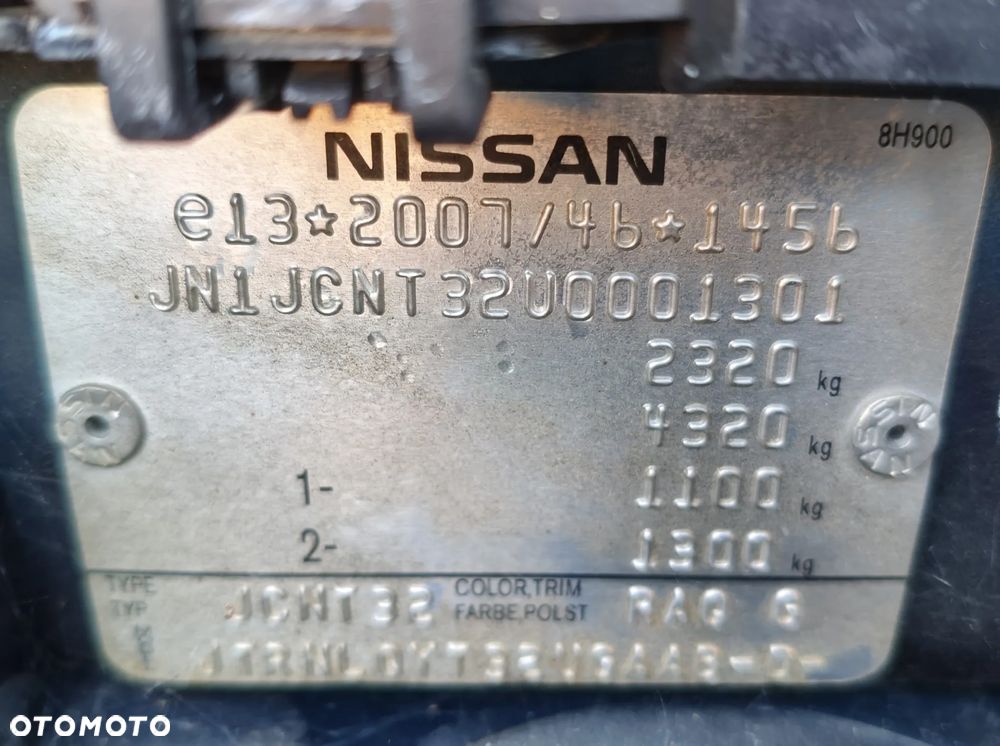 NISSAN 8H900
e13*2007/46*1456
JN1JCNT32U0001301
2320 kg
4320 kg
1- 1100 kg
2- 1300 kg
TYPE
TYP JCNT32 COLOR,TRIM
FARBE,POLST RAQ G
OTOMOTO